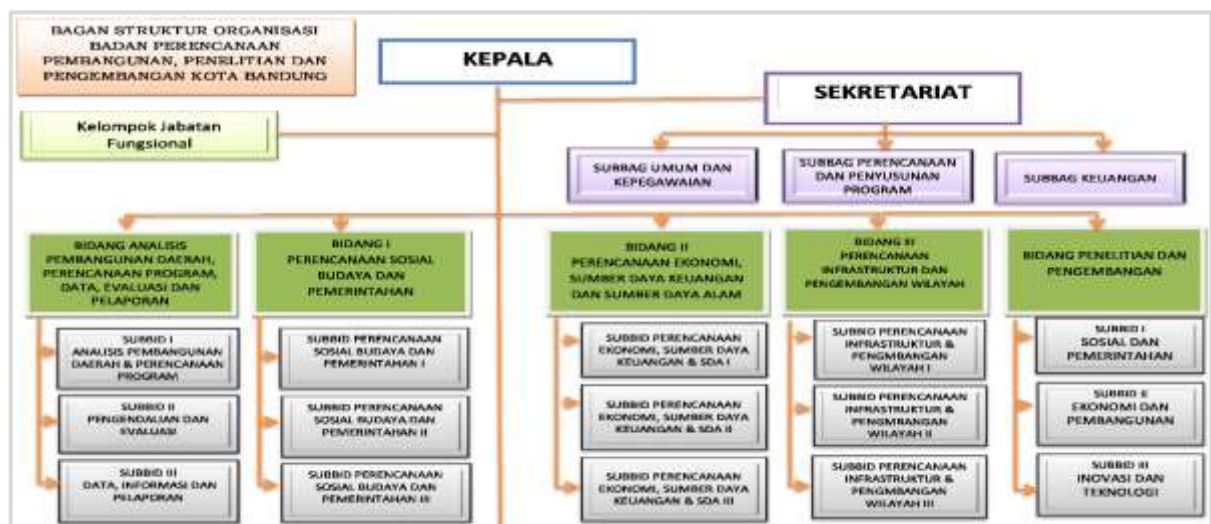 BAGAN STRUKTUR ORGANISASI
BADAN PERENCANAAN
PEMBANGUNAN, PENELITIAN DAN
PENGEMBANGAN KOTA BANDUNG
KEPALA
SEKRETARIAT
Kelompok Jabatan
Fungsional
SUBBAG UMUM DAN
KEPEGAWAIAN
SUBBAG PERENCANAAN
DAN PENYUSUNAN
PROGRAM
SUBBAG KEUANGAN
BIDANG ANALISIS
PEMBANGUNAN DAERAH,
PERENCANAAN PROGRAM,
DATA, EVALUASI DAN
PELAPORAN
BIDANG I
PERENCANAAN SOSIAL
BUDAYA DAN
PEMERINTAHAN
BIDANG II
PERENCANAAN EKONOMI,
SUMBER DAYA KEUANGAN
DAN SUMBER DAYA ALAM
BIDANG III
PERENCANAAN
INFRASTRUKTUR DAN
PENGEMBANGAN WILAYAH
BIDANG PENELITIAN DAN
PENGEMBANGAN
SUBBID I
ANALISIS PEMBANGUNAN
DAERAH & PERENCANAAN
PROGRAM
SUBBID PERENCANAAN
SOSIAL BUDAYA DAN
PEMERINTAHAN I
SUBBID PERENCANAAN
EKONOMI, SUMBER DAYA
KEUANGAN & SDA I
SUBBID PERENCANAAN
INFRASTRUKTUR &
PENGMBANGAN
WILAYAH I
SUBBID I
SOSIAL DAN
PEMERINTAHAN
SUBBID II
PENGENDALIAN DAN
EVALUASI
SUBBID PERENCANAAN
SOSIAL BUDAYA DAN
PEMERINTAHAN II
SUBBID PERENCANAAN
EKONOMI, SUMBER DAYA
KEUANGAN & SDA II
SUBBID PERENCANAAN
INFRASTRUKTUR &
PENGMBANGAN
WILAYAH II
SUBBID II
EKONOMI DAN
PEMBANGUNAN
SUBBID III
DATA, INFORMASI DAN
PELAPORAN
SUBBID PERENCANAAN
SOSIAL BUDAYA DAN
PEMERINTAHAN III
SUBBID PERENCANAAN
EKONOMI, SUMBER DAYA
KEUANGAN & SDA III
SUBBID PERENCANAAN
INFRASTRUKTUR &
PENGMBANGAN
WILAYAH III
SUBBID III
INOVASI DAN
TEKNOLOGI